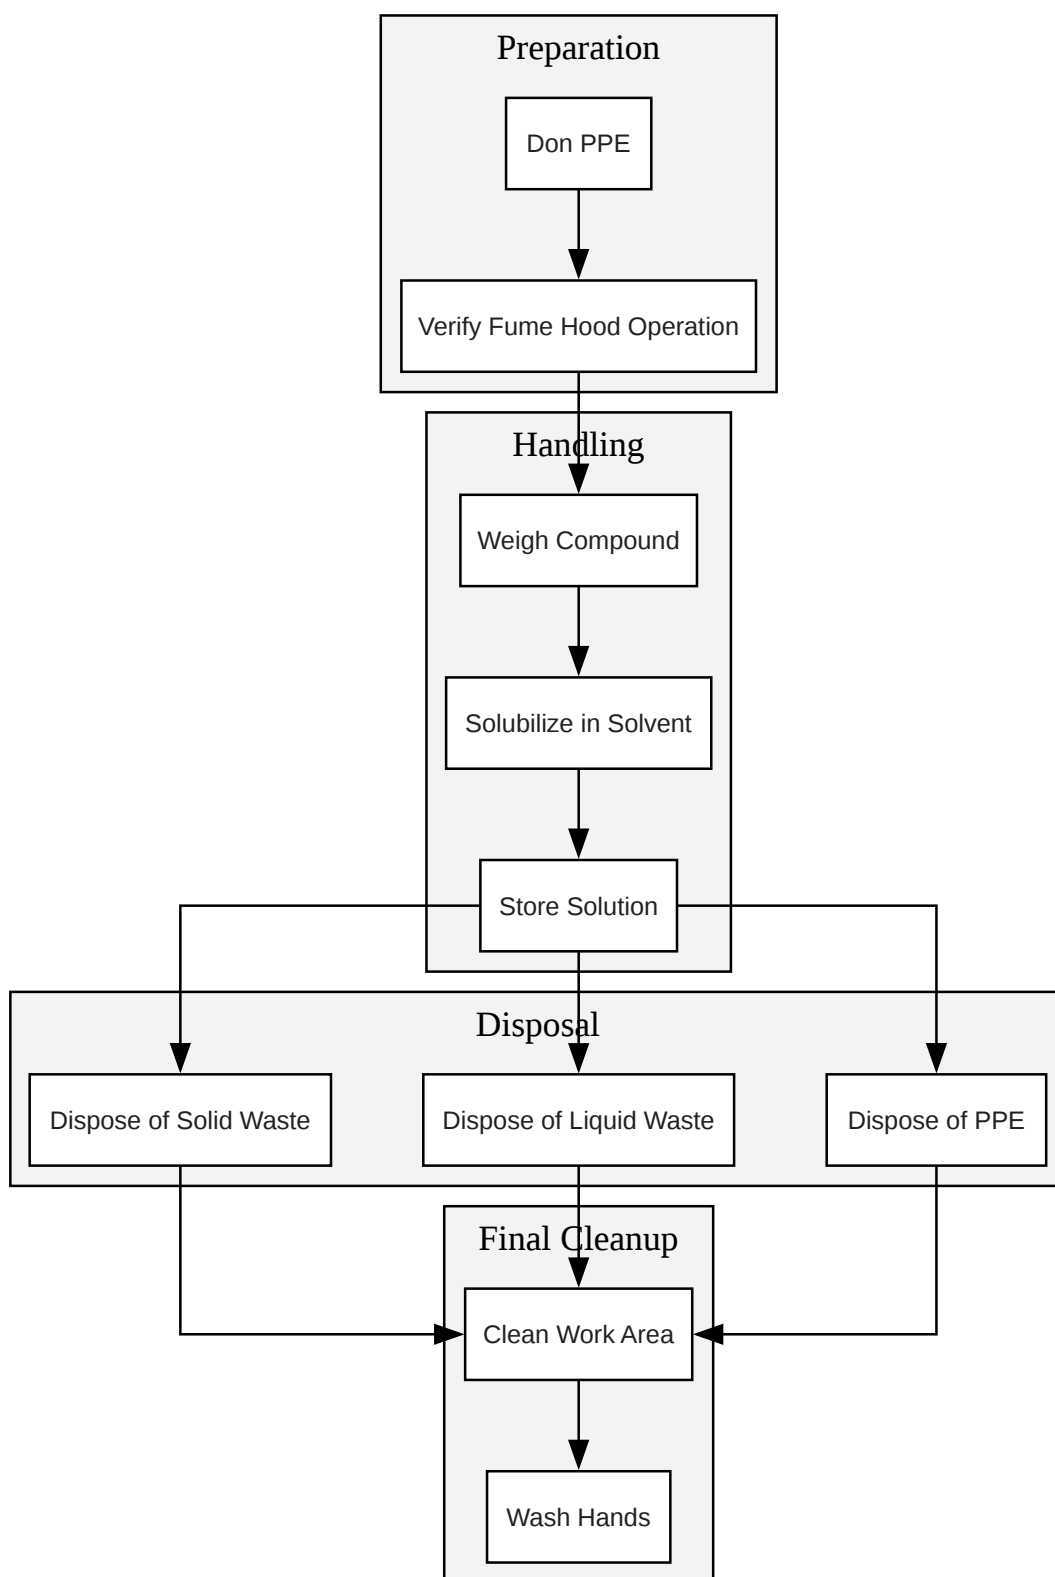 Preparation
Don PPE
Verify Fume Hood Operation
Handling
Weigh Compound
Solubilize in Solvent
Store Solution
Disposal
Dispose of Solid Waste
Dispose of Liquid Waste
Dispose of PPE
Final Cleanup
Clean Work Area
Wash Hands